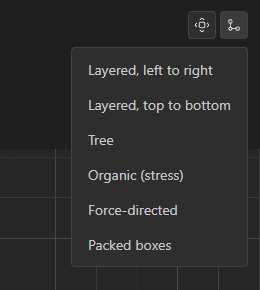 Layered, left to right
Layered, top to bottom
Tree
Organic (stress)
Force-directed
Packed boxes